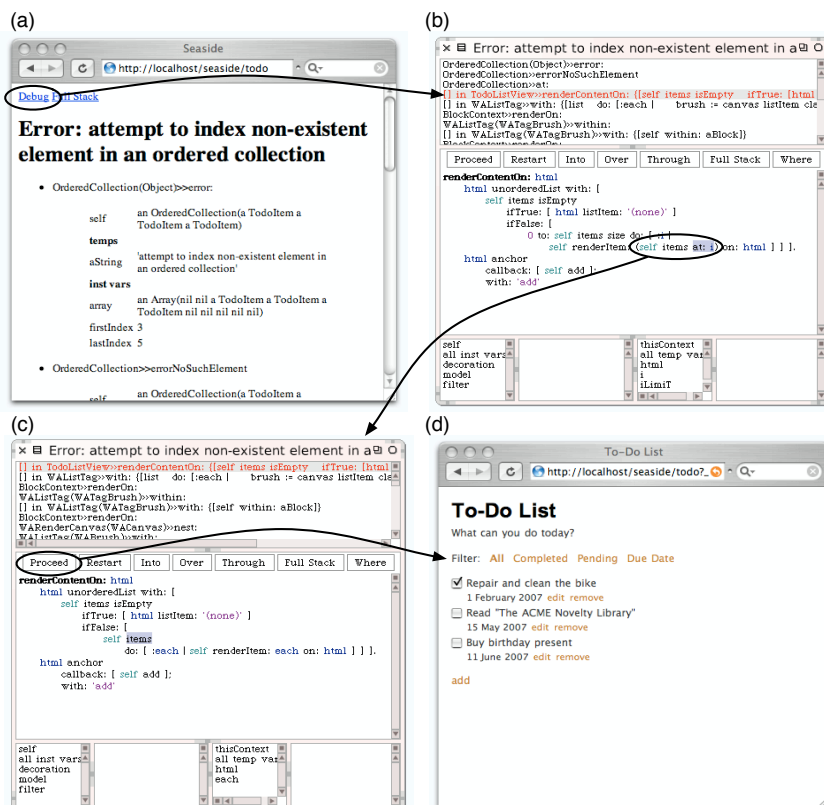 (a)
Seaside
http://localhost/seaside/todo
Q
Debug Full Stack
Error: attempt to index non-existent
element in an ordered collection
• OrderedCollection(Object)>>error:
self an OrderedCollection(a TodoItem a
TodoItem a TodoItem)
temps
aString 'attempt to index non-existent element in
an ordered collection'
inst vars
array an Array(nil nil a TodoItem a TodoItem a
TodoItem nil nil nil nil nil)
firstIndex 3
lastIndex 5
• OrderedCollection>>errorNoSuchElement
self an OrderedCollection(a TodoItem a
(b)
Error: attempt to index non-existent element in a
OrderedCollection(Object)>>error:
OrderedCollection>>errorNoSuchElement
OrderedCollection>>at:
[] in TodoListView>>renderContentOn: {[self items isEmpty ifTrue: [html
[] in WAListTag>>with: {[list do: [:each | brush := canvas listItem cla
BlockContext>>renderOn:
WAListTag(WATagBrush)>>within:
[] in WAListTag(WATagBrush)>>with: {[self within: aBlock]}
BlockContext>>renderOn:
Proceed Restart Into Over Through Full Stack Where
renderContentOn: html
html unorderedList with: [
self items isEmpty
ifTrue: [ html listItem: '(none)' ]
ifFalse: [
0 to: self items size do: [ :i |
self renderItem: (self items at: i) on: html ] ] ].
html anchor
callback: [ self add ];
with: 'add'
self
all inst vars
decoration
model
filter
thisContext
all temp var
html
i
iLimiT
(c)
Error: attempt to index non-existent element in a
[] in TodoListView>>renderContentOn: {[self items isEmpty ifTrue: [html
[] in WAListTag>>with: {[list do: [:each | brush := canvas listItem cla
BlockContext>>renderOn:
WAListTag(WATagBrush)>>within:
[] in WAListTag(WATagBrush)>>with: {[self within: aBlock]}
BlockContext>>renderOn:
WARenderCanvas(WACanvas)>>nest:
WAListTag(WABrush)>>with:
Proceed Restart Into Over Through Full Stack Where
renderContentOn: html
html unorderedList with: [
self items isEmpty
ifTrue: [ html listItem: '(none)' ]
ifFalse: [
self items
do: [ :each | self renderItem: each on: html ] ] ].
html anchor
callback: [ self add ];
with: 'add'
self
all inst vars
decoration
model
filter
thisContext
all temp var
html
each
(d)
To-Do List
http://localhost/seaside/todo?_
Q
To-Do List
What can you do today?
Filter: All Completed Pending Due Date
Repair and clean the bike
1 February 2007 edit remove
Read "The ACME Novelty Library"
15 May 2007 edit remove
Buy birthday present
11 June 2007 edit remove
add